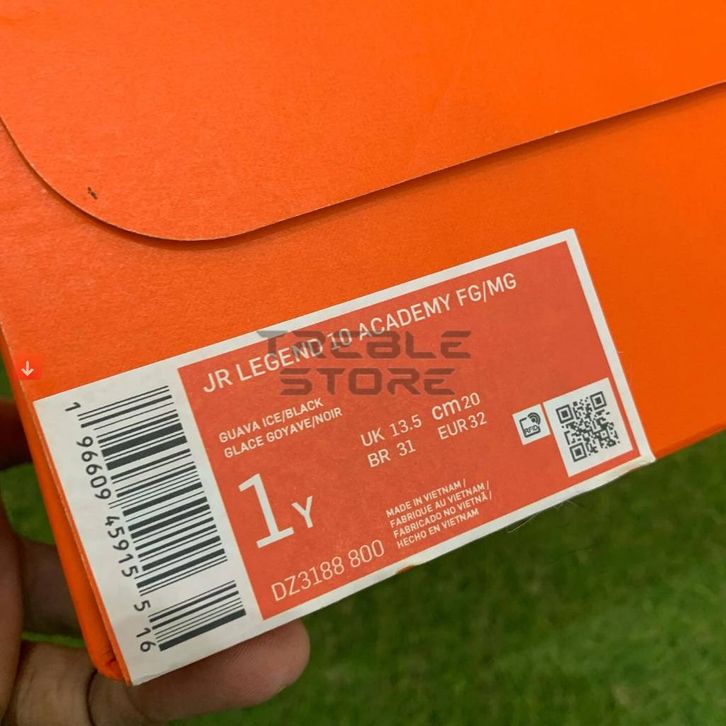 JR LEGEND 10 ACADEMY FG/MG
TREBLE
STORE
GUAVA ICE/BLACK
GLACE GOYAVE/NOIR
UK 13.5 cm 20
BR 31 EUR 32
1Y
MADE IN VIETNAM /
FABRIQUE AU VIETNAM /
FABRICADO NO VIETNÃ /
HECHO EN VIETNAM
DZ3188 800
RFID
1 96609 45915 5 16